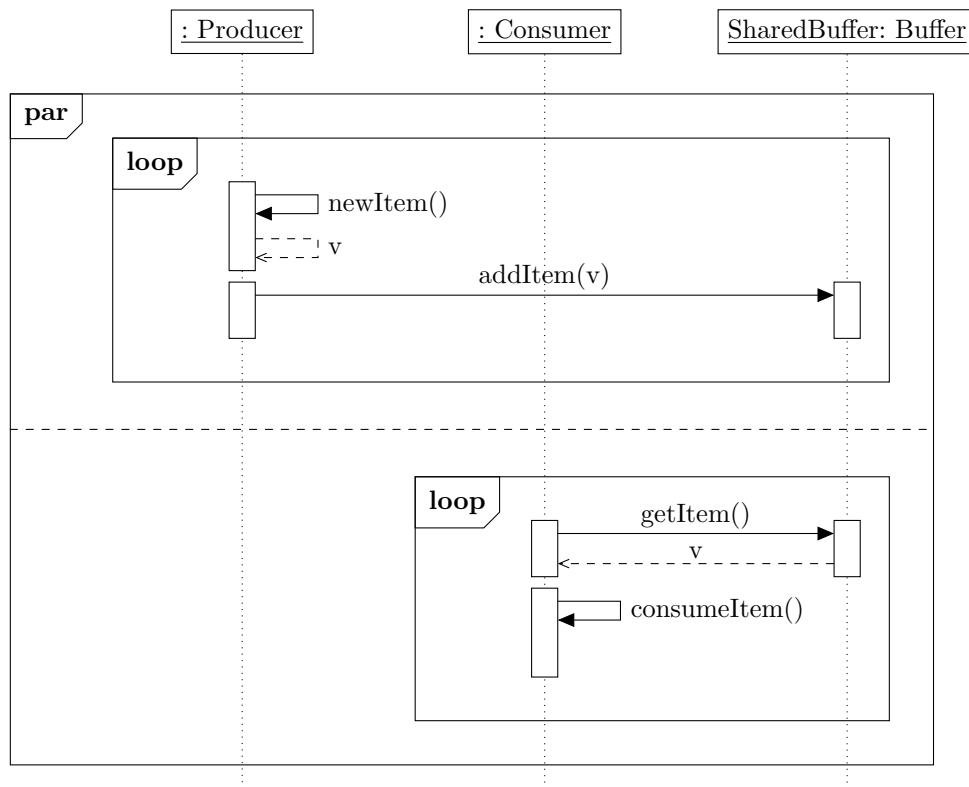 : Producer
: Consumer
SharedBuffer: Buffer
par
loop
newItem()
v
addItem(v)
loop
getItem()
v
consumeItem()